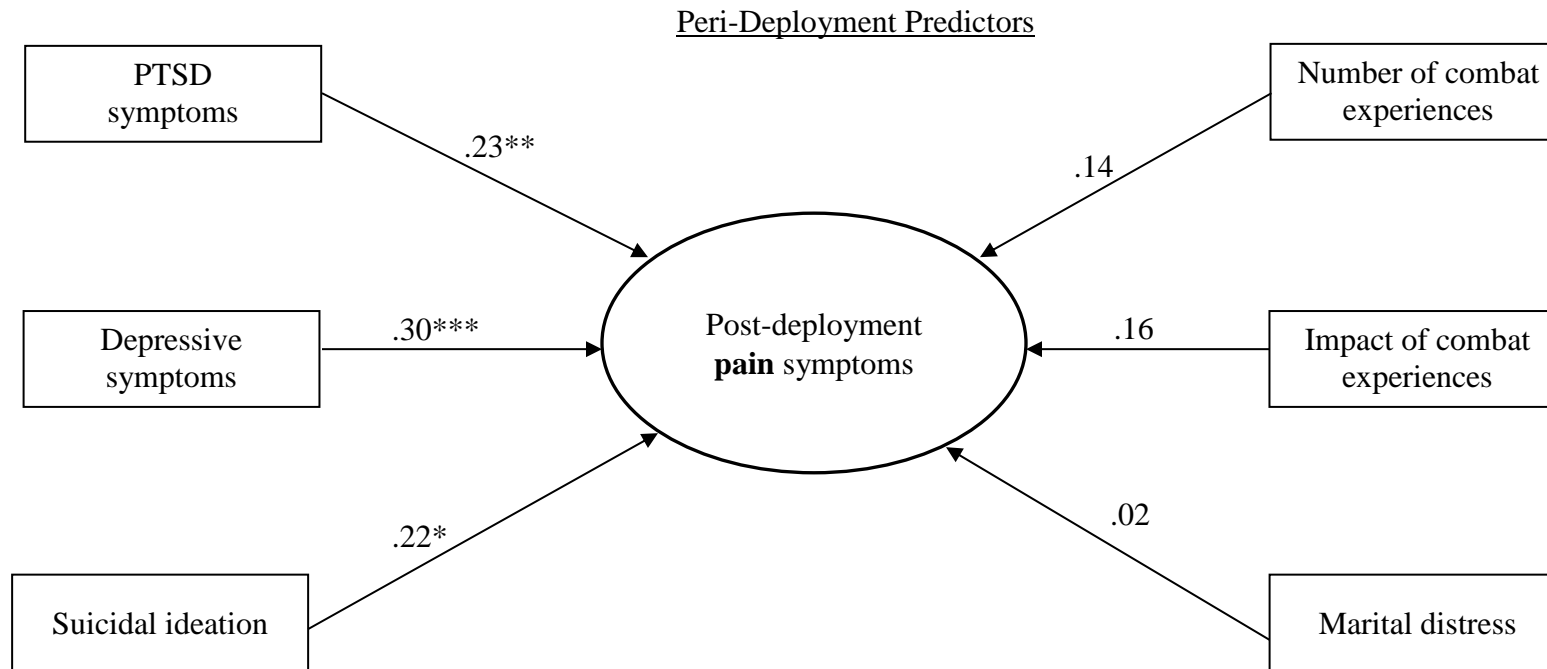 Peri-Deployment Predictors
PTSD
symptoms
Number of combat
experiences
.23**
.14
Depressive
symptoms
.30***
Post-deployment
pain symptoms
.16
Impact of combat
experiences
.22*
.02
Suicidal ideation
Marital distress